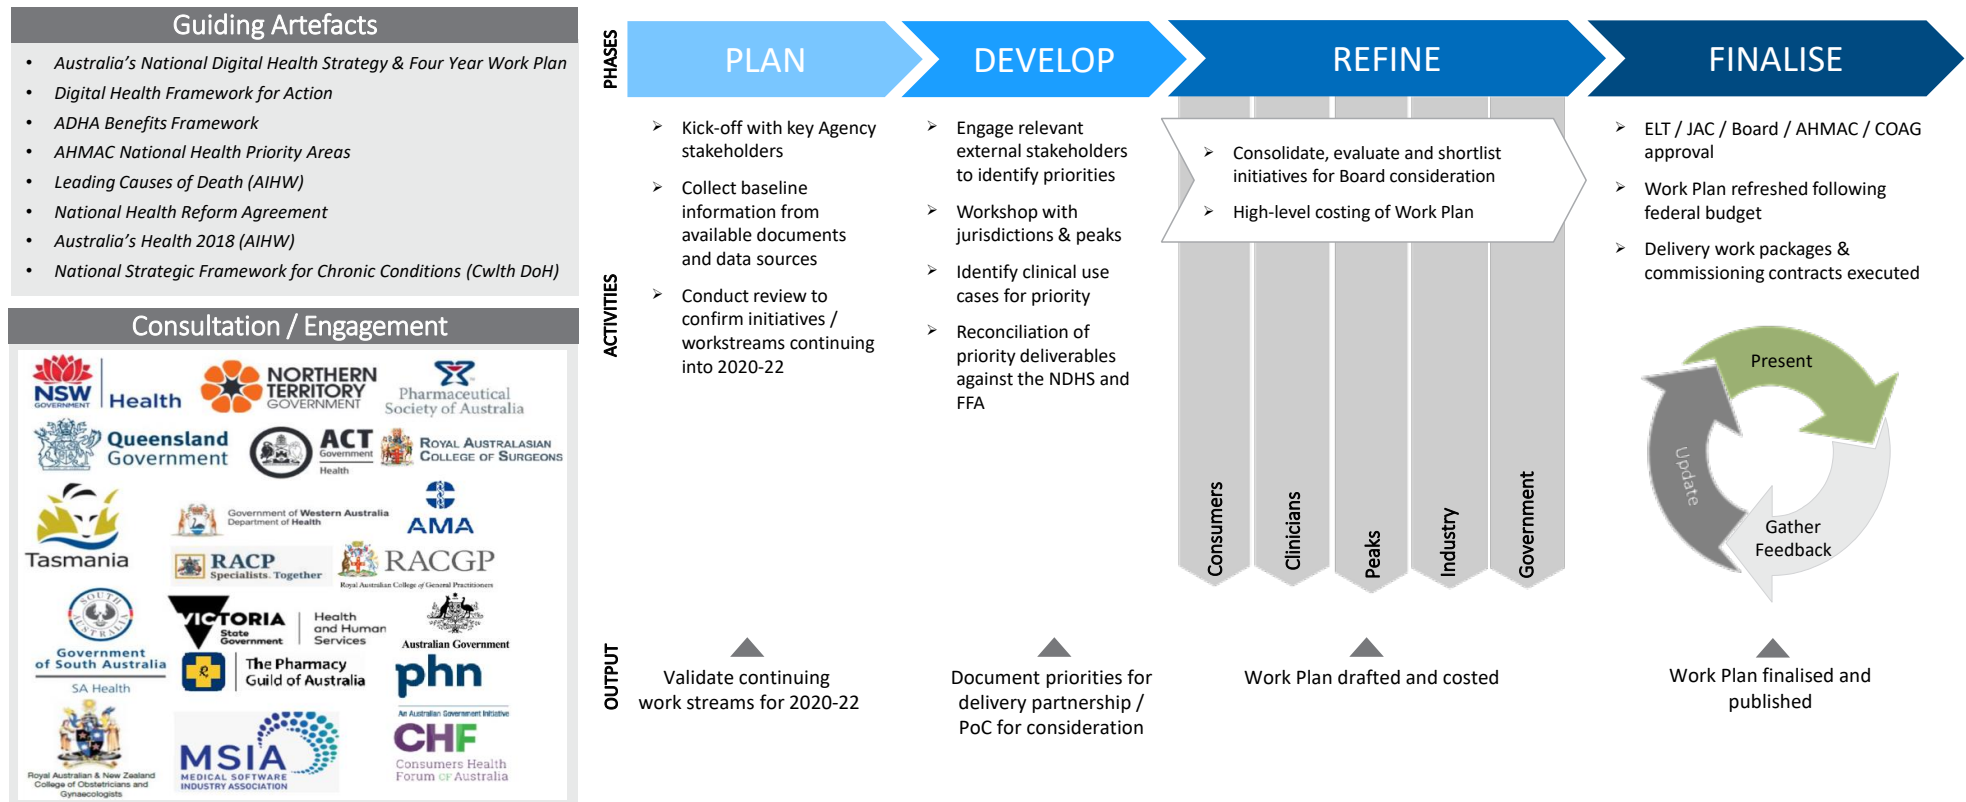 Guiding Artefacts
• Australia's National Digital Health Strategy & Four Year Work Plan
• Digital Health Framework for Action
• ADHA Benefits Framework
• AHMAC National Health Priority Areas
• Leading Causes of Death (AIHW)
• National Health Reform Agreement
• Australia's Health 2018 (AIHW)
• National Strategic Framework for Chronic Conditions (Cwlth DoH)
Consultation / Engagement
NSW
GOVERNMENT
Health
NORTHERN
TERRITORY
GOVERNMENT
Pharmaceutical
Society of Australia
Queensland
Government
ACT
Government
Health
ROYAL AUSTRALASIAN
COLLEGE OF SURGEONS
Tasmania
Government of Western Australia
Department of Health
AMA
RACP
Specialists. Together
RACGP
Royal Australian College of General Practitioners
SOUTH
AUSTRALIA
Government
of South Australia
SA Health
VICTORIA
State
Government
Health
and Human
Services
Australian Government
The Pharmacy
Guild of Australia
phn
An Australian Government Initiative
Royal Australian & New Zealand
College of Obstetricians and
Gynaecologists
MSIA
MEDICAL SOFTWARE
INDUSTRY ASSOCIATION
CHF
Consumers Health
Forum OF Australia
PHASES
PLAN
DEVELOP
REFINE
FINALISE
ACTIVITIES
➢ Kick-off with key Agency
stakeholders
➢ Collect baseline
information from
available documents
and data sources
➢ Conduct review to
confirm initiatives /
workstreams continuing
into 2020-22
➢ Engage relevant
external stakeholders
to identify priorities
➢ Workshop with
jurisdictions & peaks
➢ Identify clinical use
cases for priority
➢ Reconciliation of
priority deliverables
against the NDHS and
FFA
➢ Consolidate, evaluate and shortlist
initiatives for Board consideration
➢ High-level costing of Work Plan
Consumers
Clinicians
Peaks
Industry
Government
➢ ELT / JAC / Board / AHMAC / COAG
approval
➢ Work Plan refreshed following
federal budget
➢ Delivery work packages &
commissioning contracts executed
Present
Update
Gather
Feedback
OUTPUT
Validate continuing
work streams for 2020-22
Document priorities for
delivery partnership /
PoC for consideration
Work Plan drafted and costed
Work Plan finalised and
published